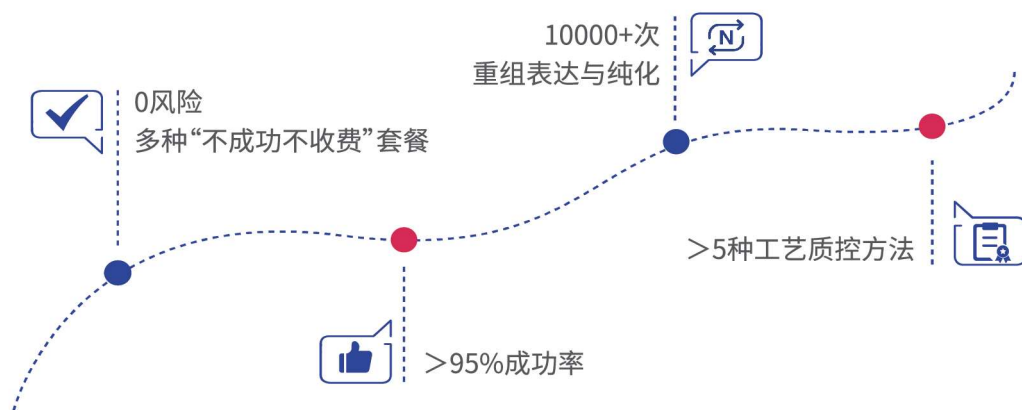 0风险
多种“不成功不收费”套餐
＞95%成功率
10000+次
重组表达与纯化
N
＞5种工艺质控方法